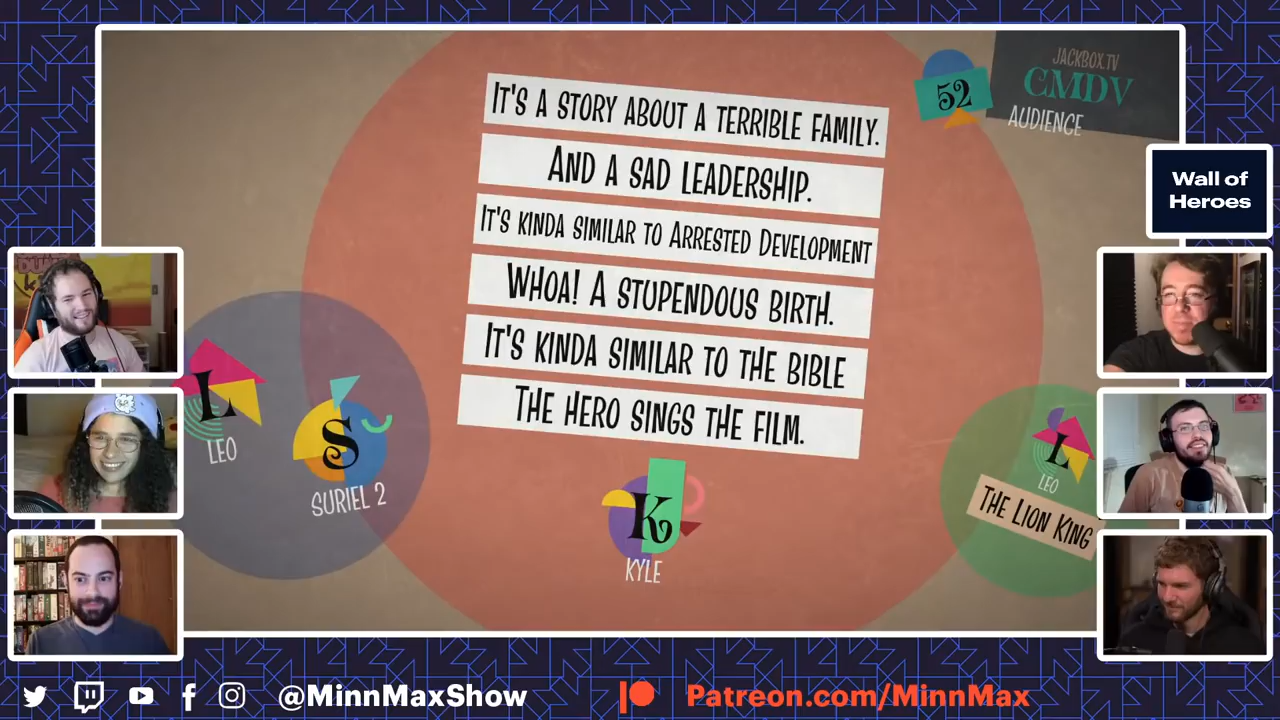 IT'S A STORY ABOUT A TERRIBLE FAMILY.
AND A SAD LEADERSHIP.
IT'S KINDA SIMILAR TO ARRESTED DEVELOPMENT
WHOA! A STUPENDOUS BIRTH.
IT'S KINDA SIMILAR TO THE BIBLE
THE HERO SINGS THE FILM.
52
JACKBOX.TV
CMDV
AUDIENCE
Wall of
Heroes
L
LEO
S
SURIEL 2
K
KYLE
L
LEO
THE LION KING
@MinnMaxShow
Patreon.com/MinnMax